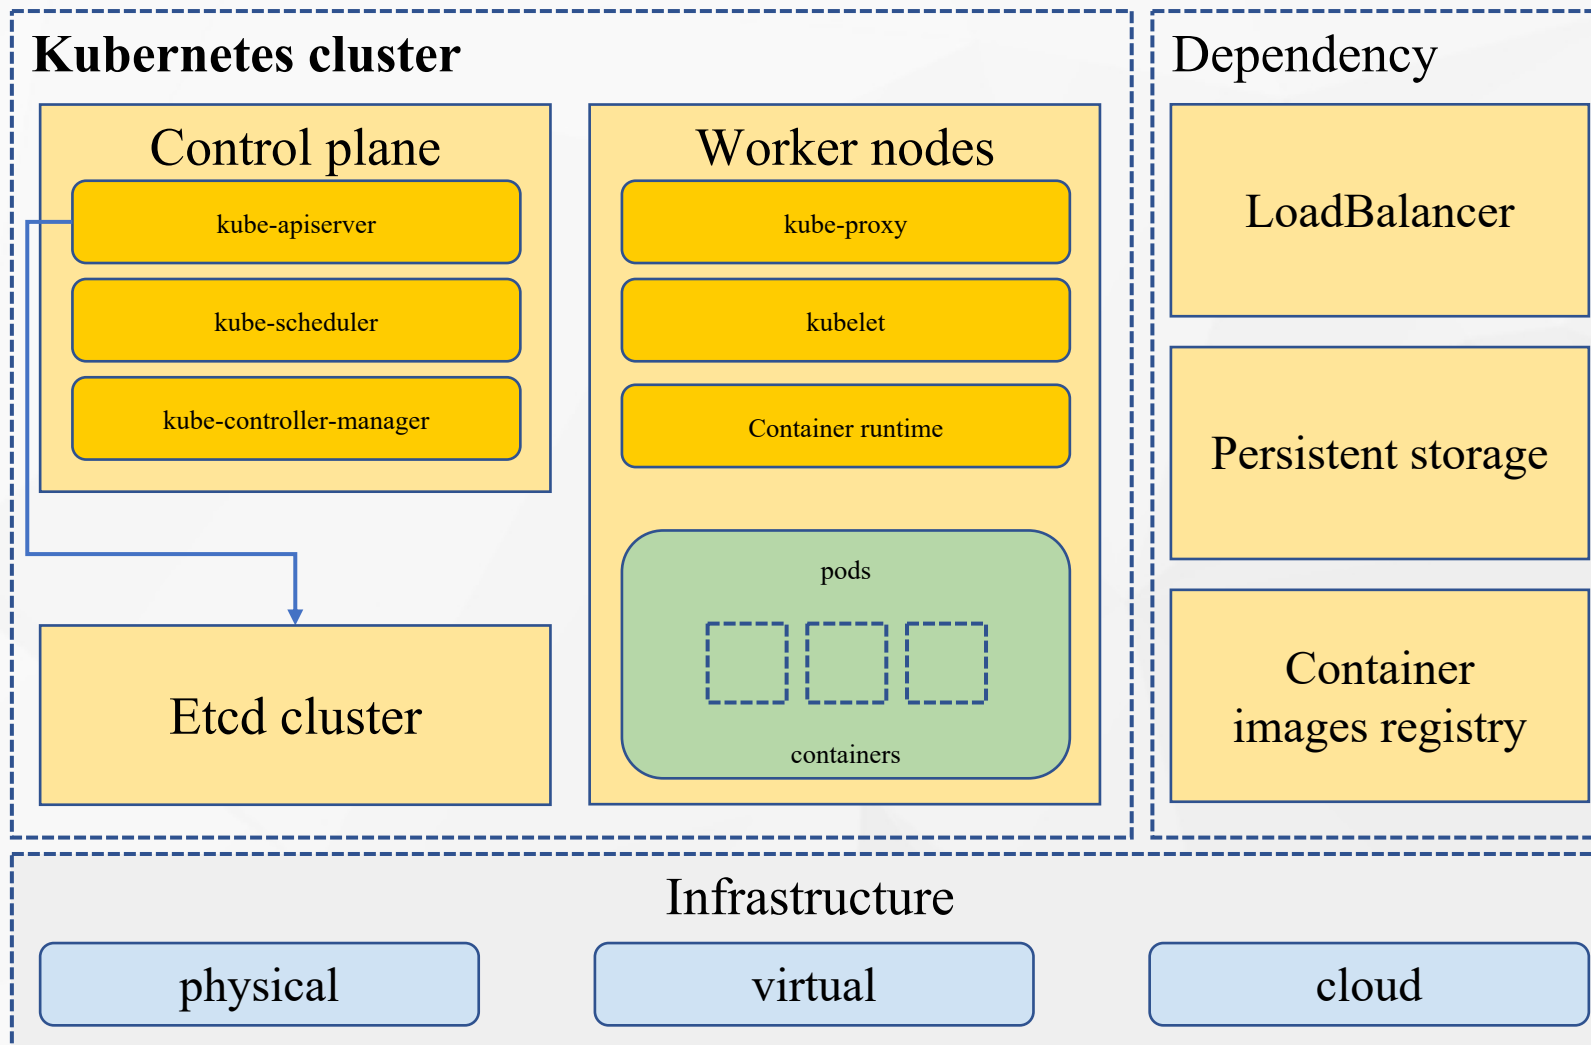 Kubernetes cluster
Control plane
kube-apiserver
kube-scheduler
kube-controller-manager
Etcd cluster
Worker nodes
kube-proxy
kubelet
Container runtime
pods
containers
Dependency
LoadBalancer
Persistent storage
Container
images registry
Infrastructure
physical
virtual
cloud